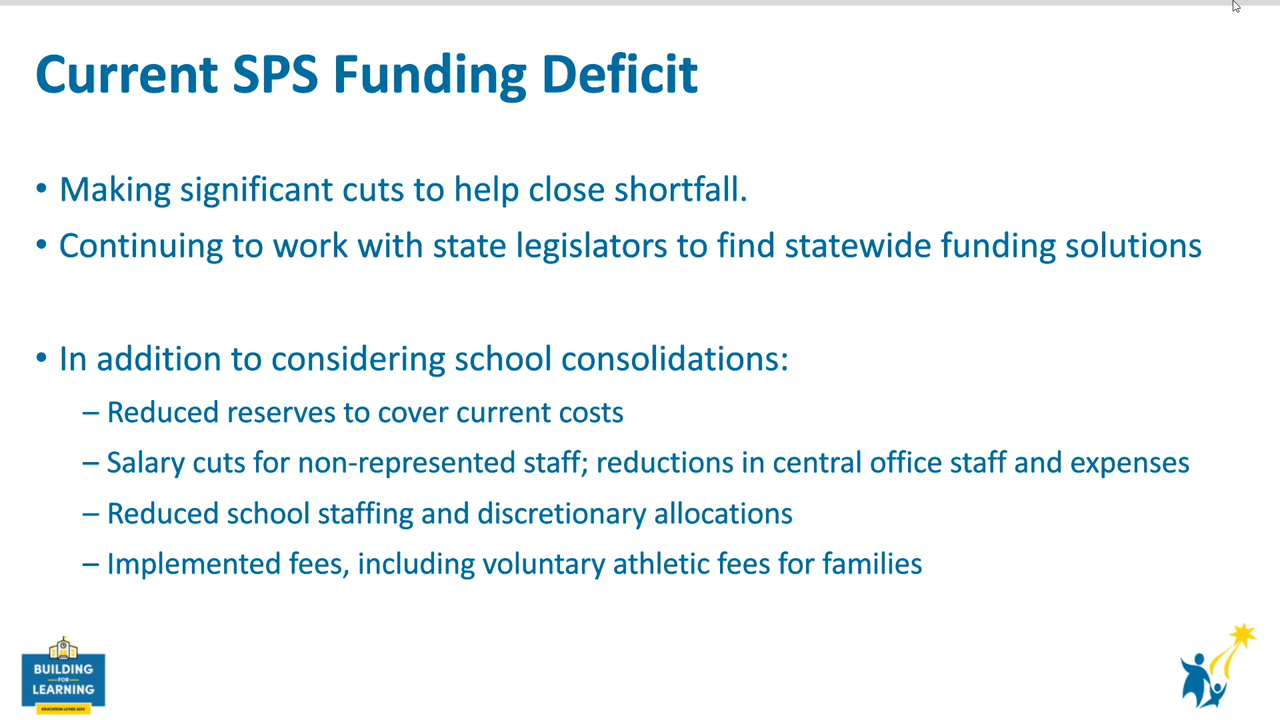 Current SPS Funding Deficit
• Making significant cuts to help close shortfall.
• Continuing to work with state legislators to find statewide funding solutions
• In addition to considering school consolidations:
– Reduced reserves to cover current costs
– Salary cuts for non-represented staff; reductions in central office staff and expenses
– Reduced school staffing and discretionary allocations
– Implemented fees, including voluntary athletic fees for families
BUILDING
FOR
LEARNING